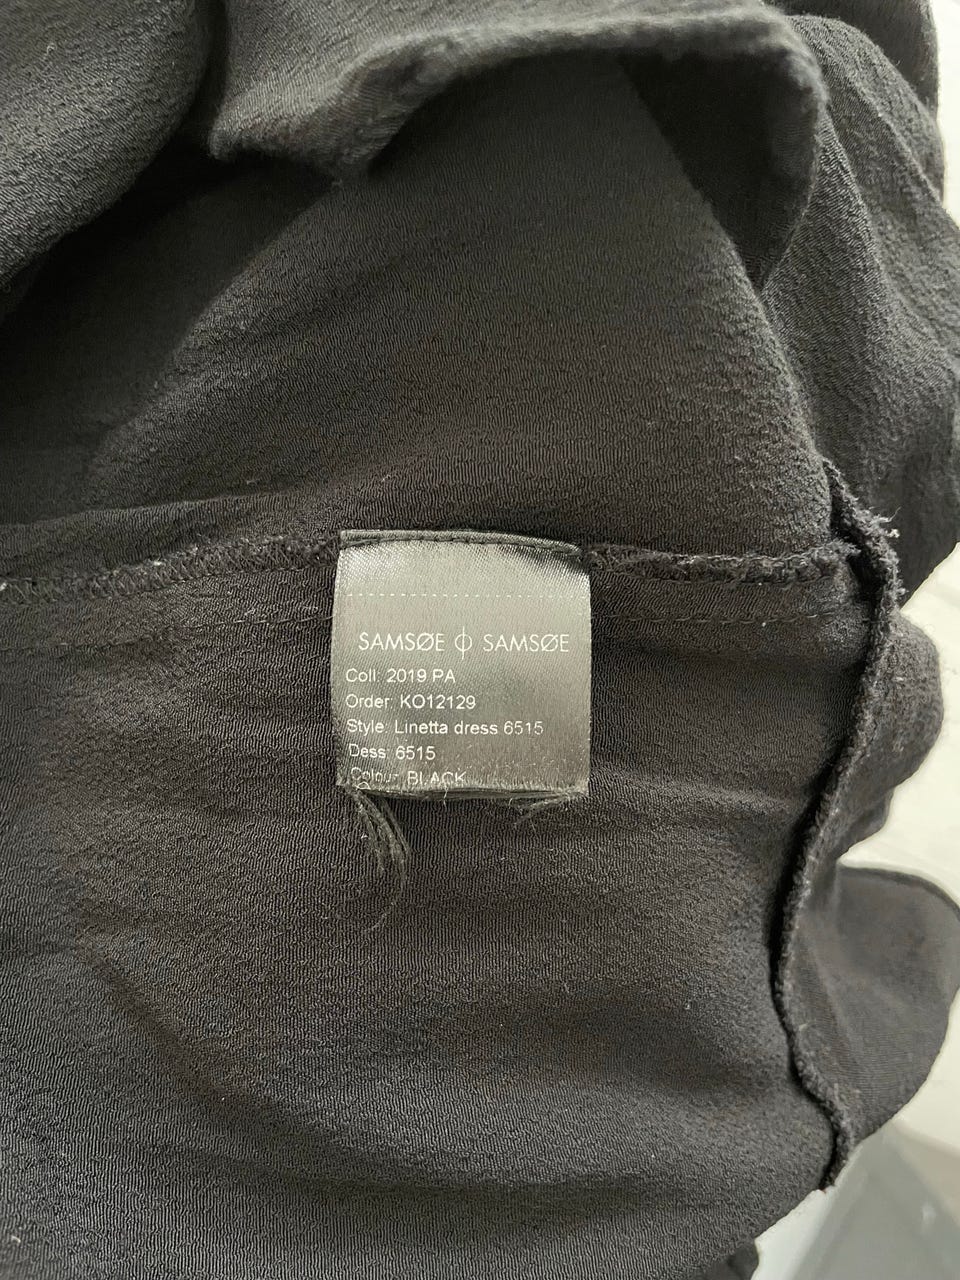 SAMSØE ϕ SAMSØE
Coll: 2019 PA
Order: KO12129
Style: Linetta dress 6515
Dess: 6515
Colour: BLACK